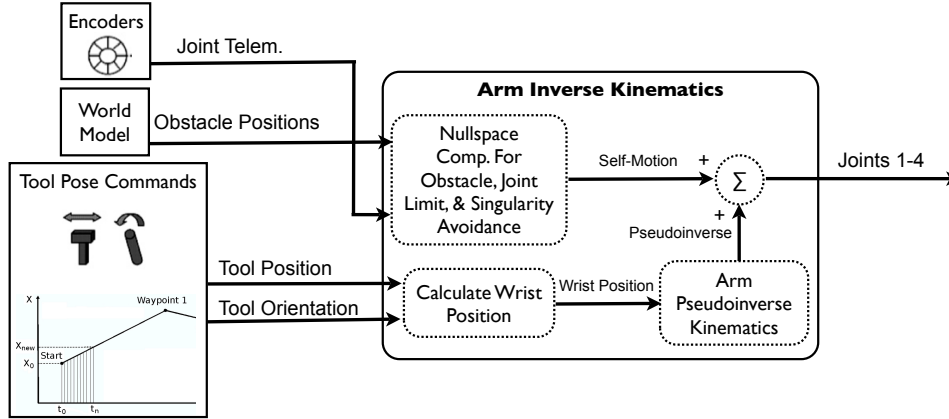 Encoders
Joint Telem.
World
Model
Obstacle Positions
Tool Pose Commands
Tool Position
Tool Orientation
X
Waypoint 1
Xnew
Start
X0
t0
tn
Arm Inverse Kinematics
Nullspace
Comp. For
Obstacle, Joint
Limit, & Singularity
Avoidance
Self-Motion
+
Σ
+
Pseudoinverse
Joints 1-4
Calculate Wrist
Position
Wrist Position
Arm
Pseudoinverse
Kinematics